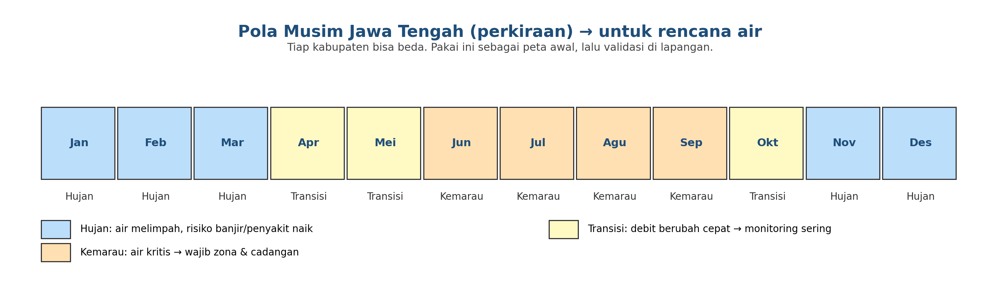 Pola Musim Jawa Tengah (perkiraan) → untuk rencana air
Tiap kabupaten bisa beda. Pakai ini sebagai peta awal, lalu validasi di lapangan.
Jan Feb Mar Apr Mei Jun Jul Agu Sep Okt Nov Des
Hujan Hujan Hujan Transisi Transisi Kemarau Kemarau Kemarau Kemarau Transisi Hujan Hujan
Hujan: air melimpah, risiko banjir/penyakit naik
Transisi: debit berubah cepat → monitoring sering
Kemarau: air kritis → wajib zona & cadangan